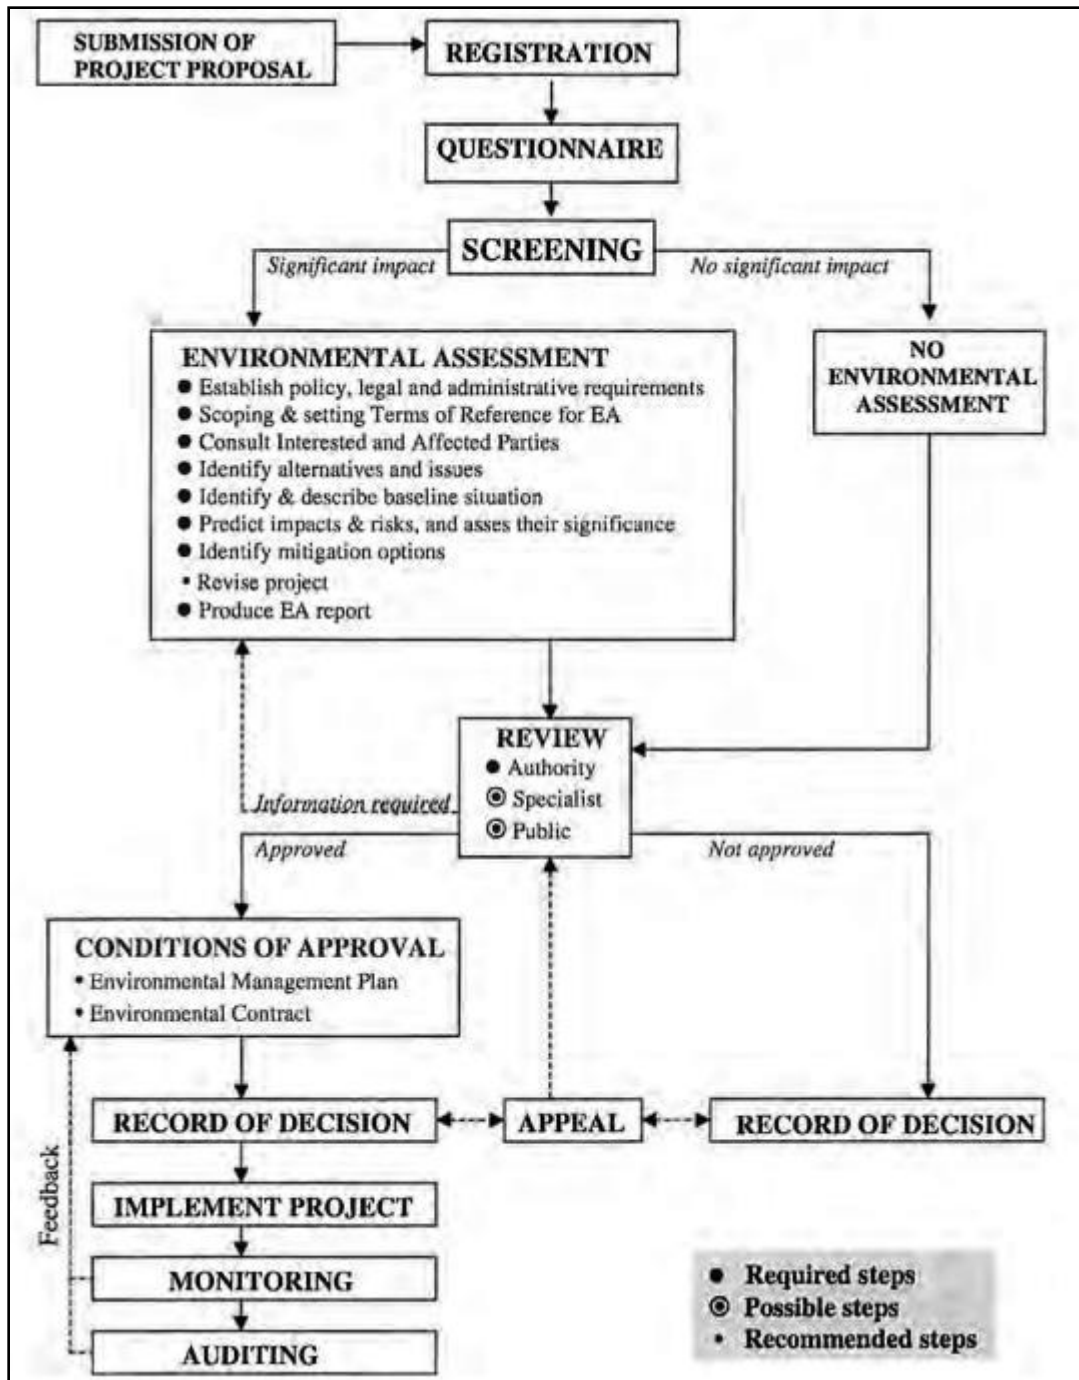 SUBMISSION OF
PROJECT PROPOSAL
REGISTRATION
QUESTIONNAIRE
SCREENING
Significant impact
No significant impact
ENVIRONMENTAL ASSESSMENT
● Establish policy, legal and administrative requirements
● Scoping & setting Terms of Reference for EA
● Consult Interested and Affected Parties
● Identify alternatives and issues
● Identify & describe baseline situation
● Predict impacts & risks, and asses their significance
● Identify mitigation options
• Revise project
● Produce EA report
NO
ENVIRONMENTAL
ASSESSMENT
REVIEW
● Authority
◉ Specialist
◉ Public
Information required
Approved
Not approved
CONDITIONS OF APPROVAL
• Environmental Management Plan
• Environmental Contract
RECORD OF DECISION
APPEAL
RECORD OF DECISION
Feedback
IMPLEMENT PROJECT
MONITORING
AUDITING
● Required steps
◉ Possible steps
• Recommended steps